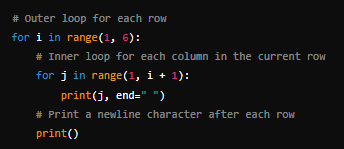 # Outer loop for each row
for i in range(1, 6):
    # Inner loop for each column in the current row
    for j in range(1, i + 1):
        print(j, end=" ")
    # Print a newline character after each row
    print()